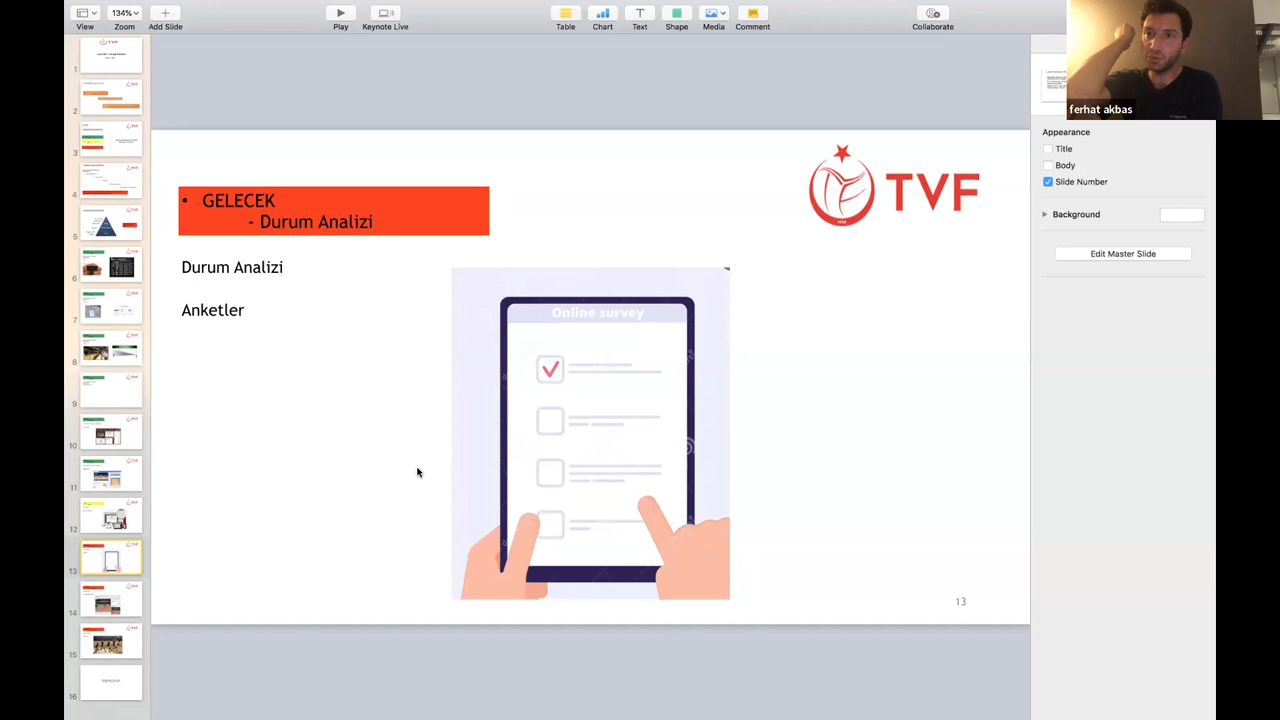 View
134%
Zoom
Add Slide
Play
Keynote Live
Table
Chart
Text
Shape
Media
Comment
Collaborate
ferhat akbas
Appearance
Title
Body
Slide Number
Background
Edit Master Slide
TVF
• GELECEK
- Durum Analizi
Durum Analizi
Anketler
Online survey
13
1
TVF
2
3
4
5
6
7
8
9
10
11
12
13
14
15
16